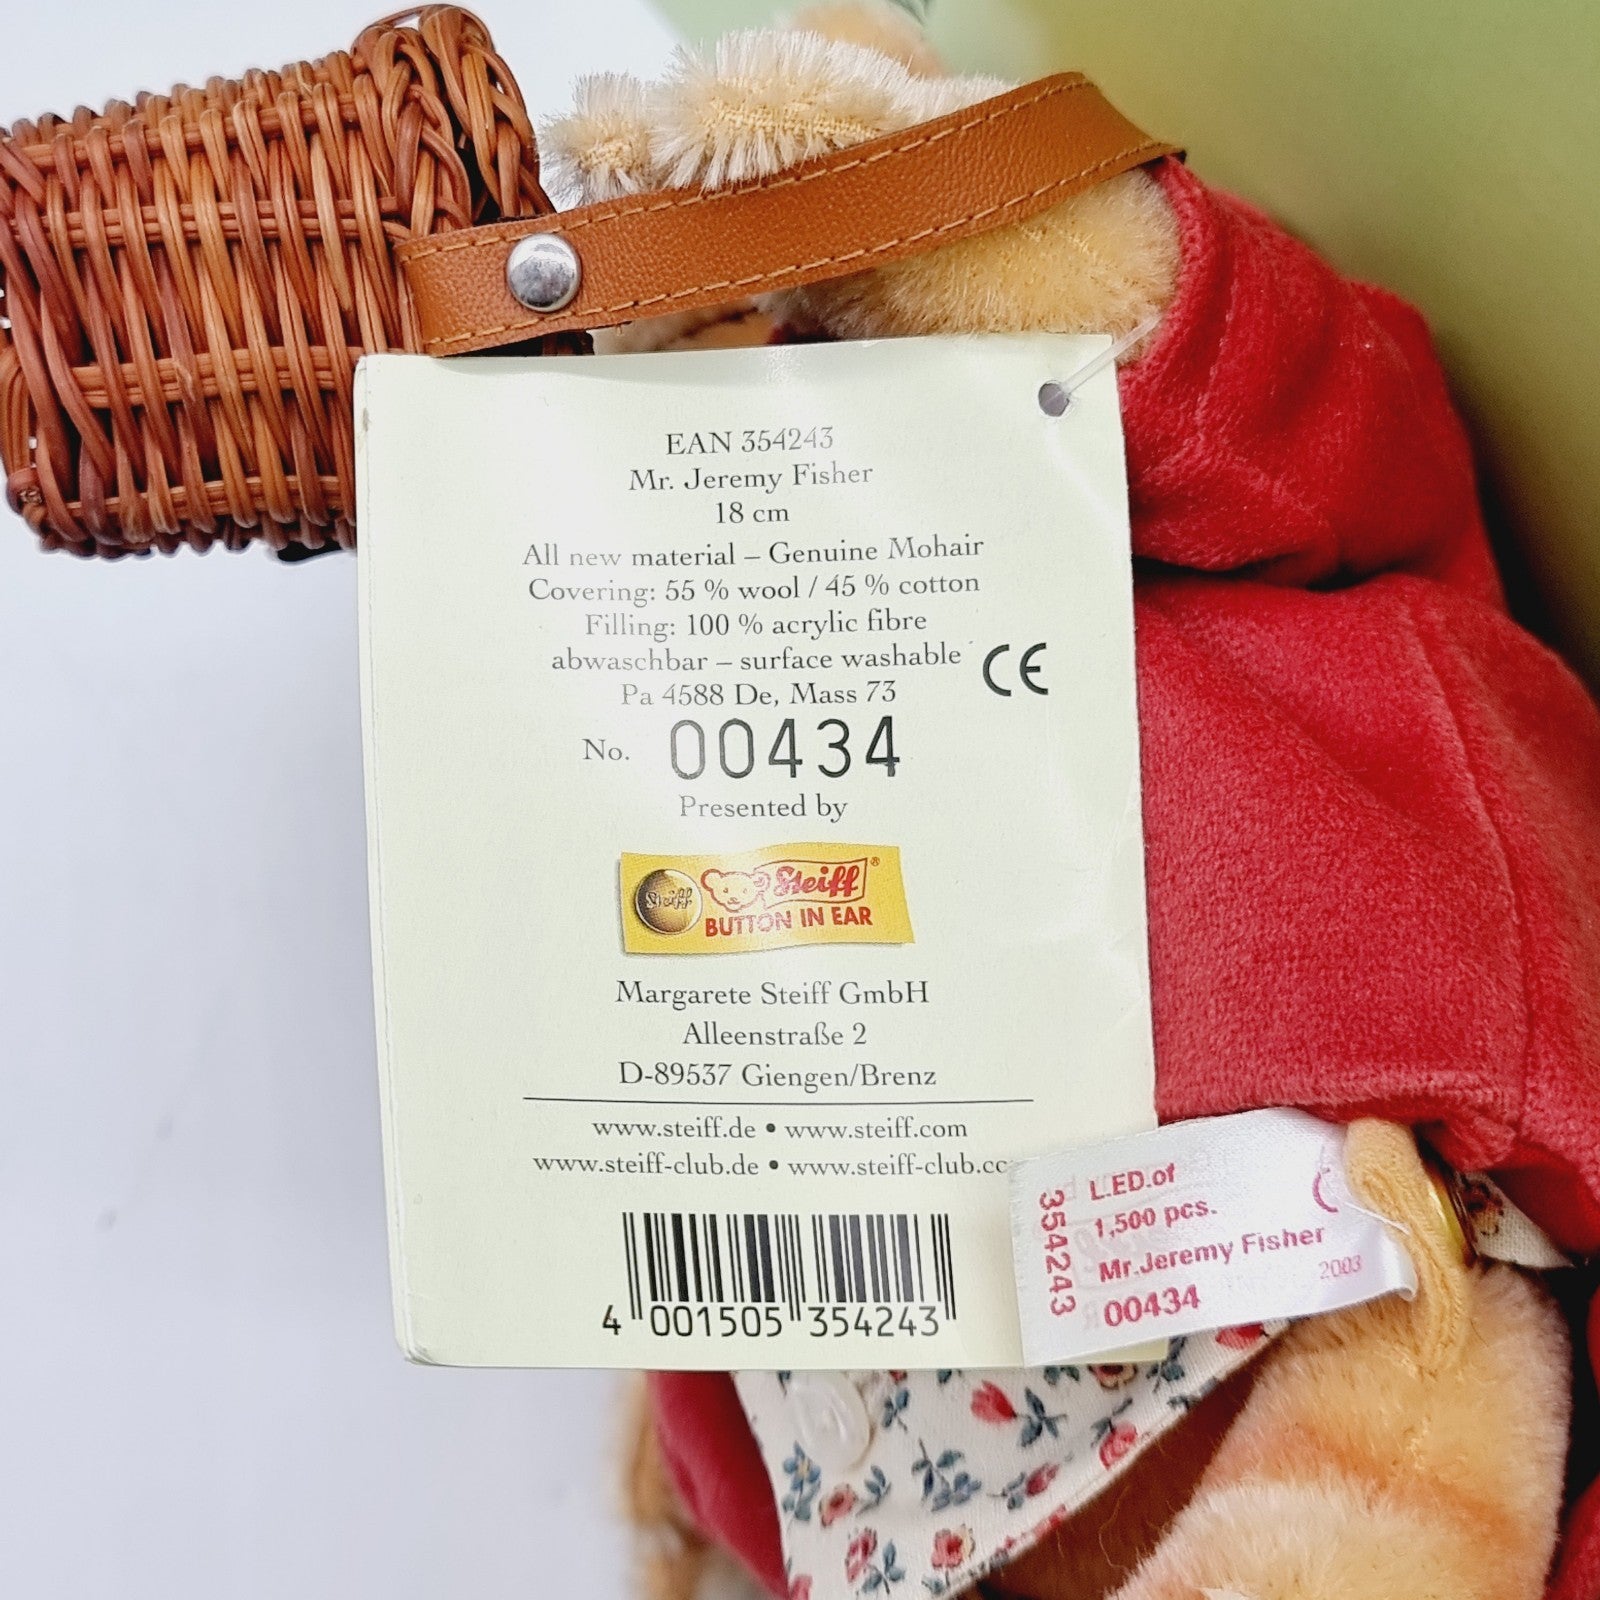 EAN 354243
Mr. Jeremy Fisher
18 cm
All new material – Genuine Mohair
Covering: 55 % wool / 45 % cotton
Filling: 100 % acrylic fibre
abwaschbar – surface washable
CE
Pa 4588 De, Mass 73
No. 00434
Presented by
Steiff
Steiff®
BUTTON IN EAR
Margarete Steiff GmbH
Alleenstraße 2
D-89537 Giengen/Brenz
www.steiff.de • www.steiff.com
www.steiff-club.de • www.steiff-club.cc
4 001505 354243
354243
L.ED.of
1,500 pcs.
Mr.Jeremy Fisher
2003
00434